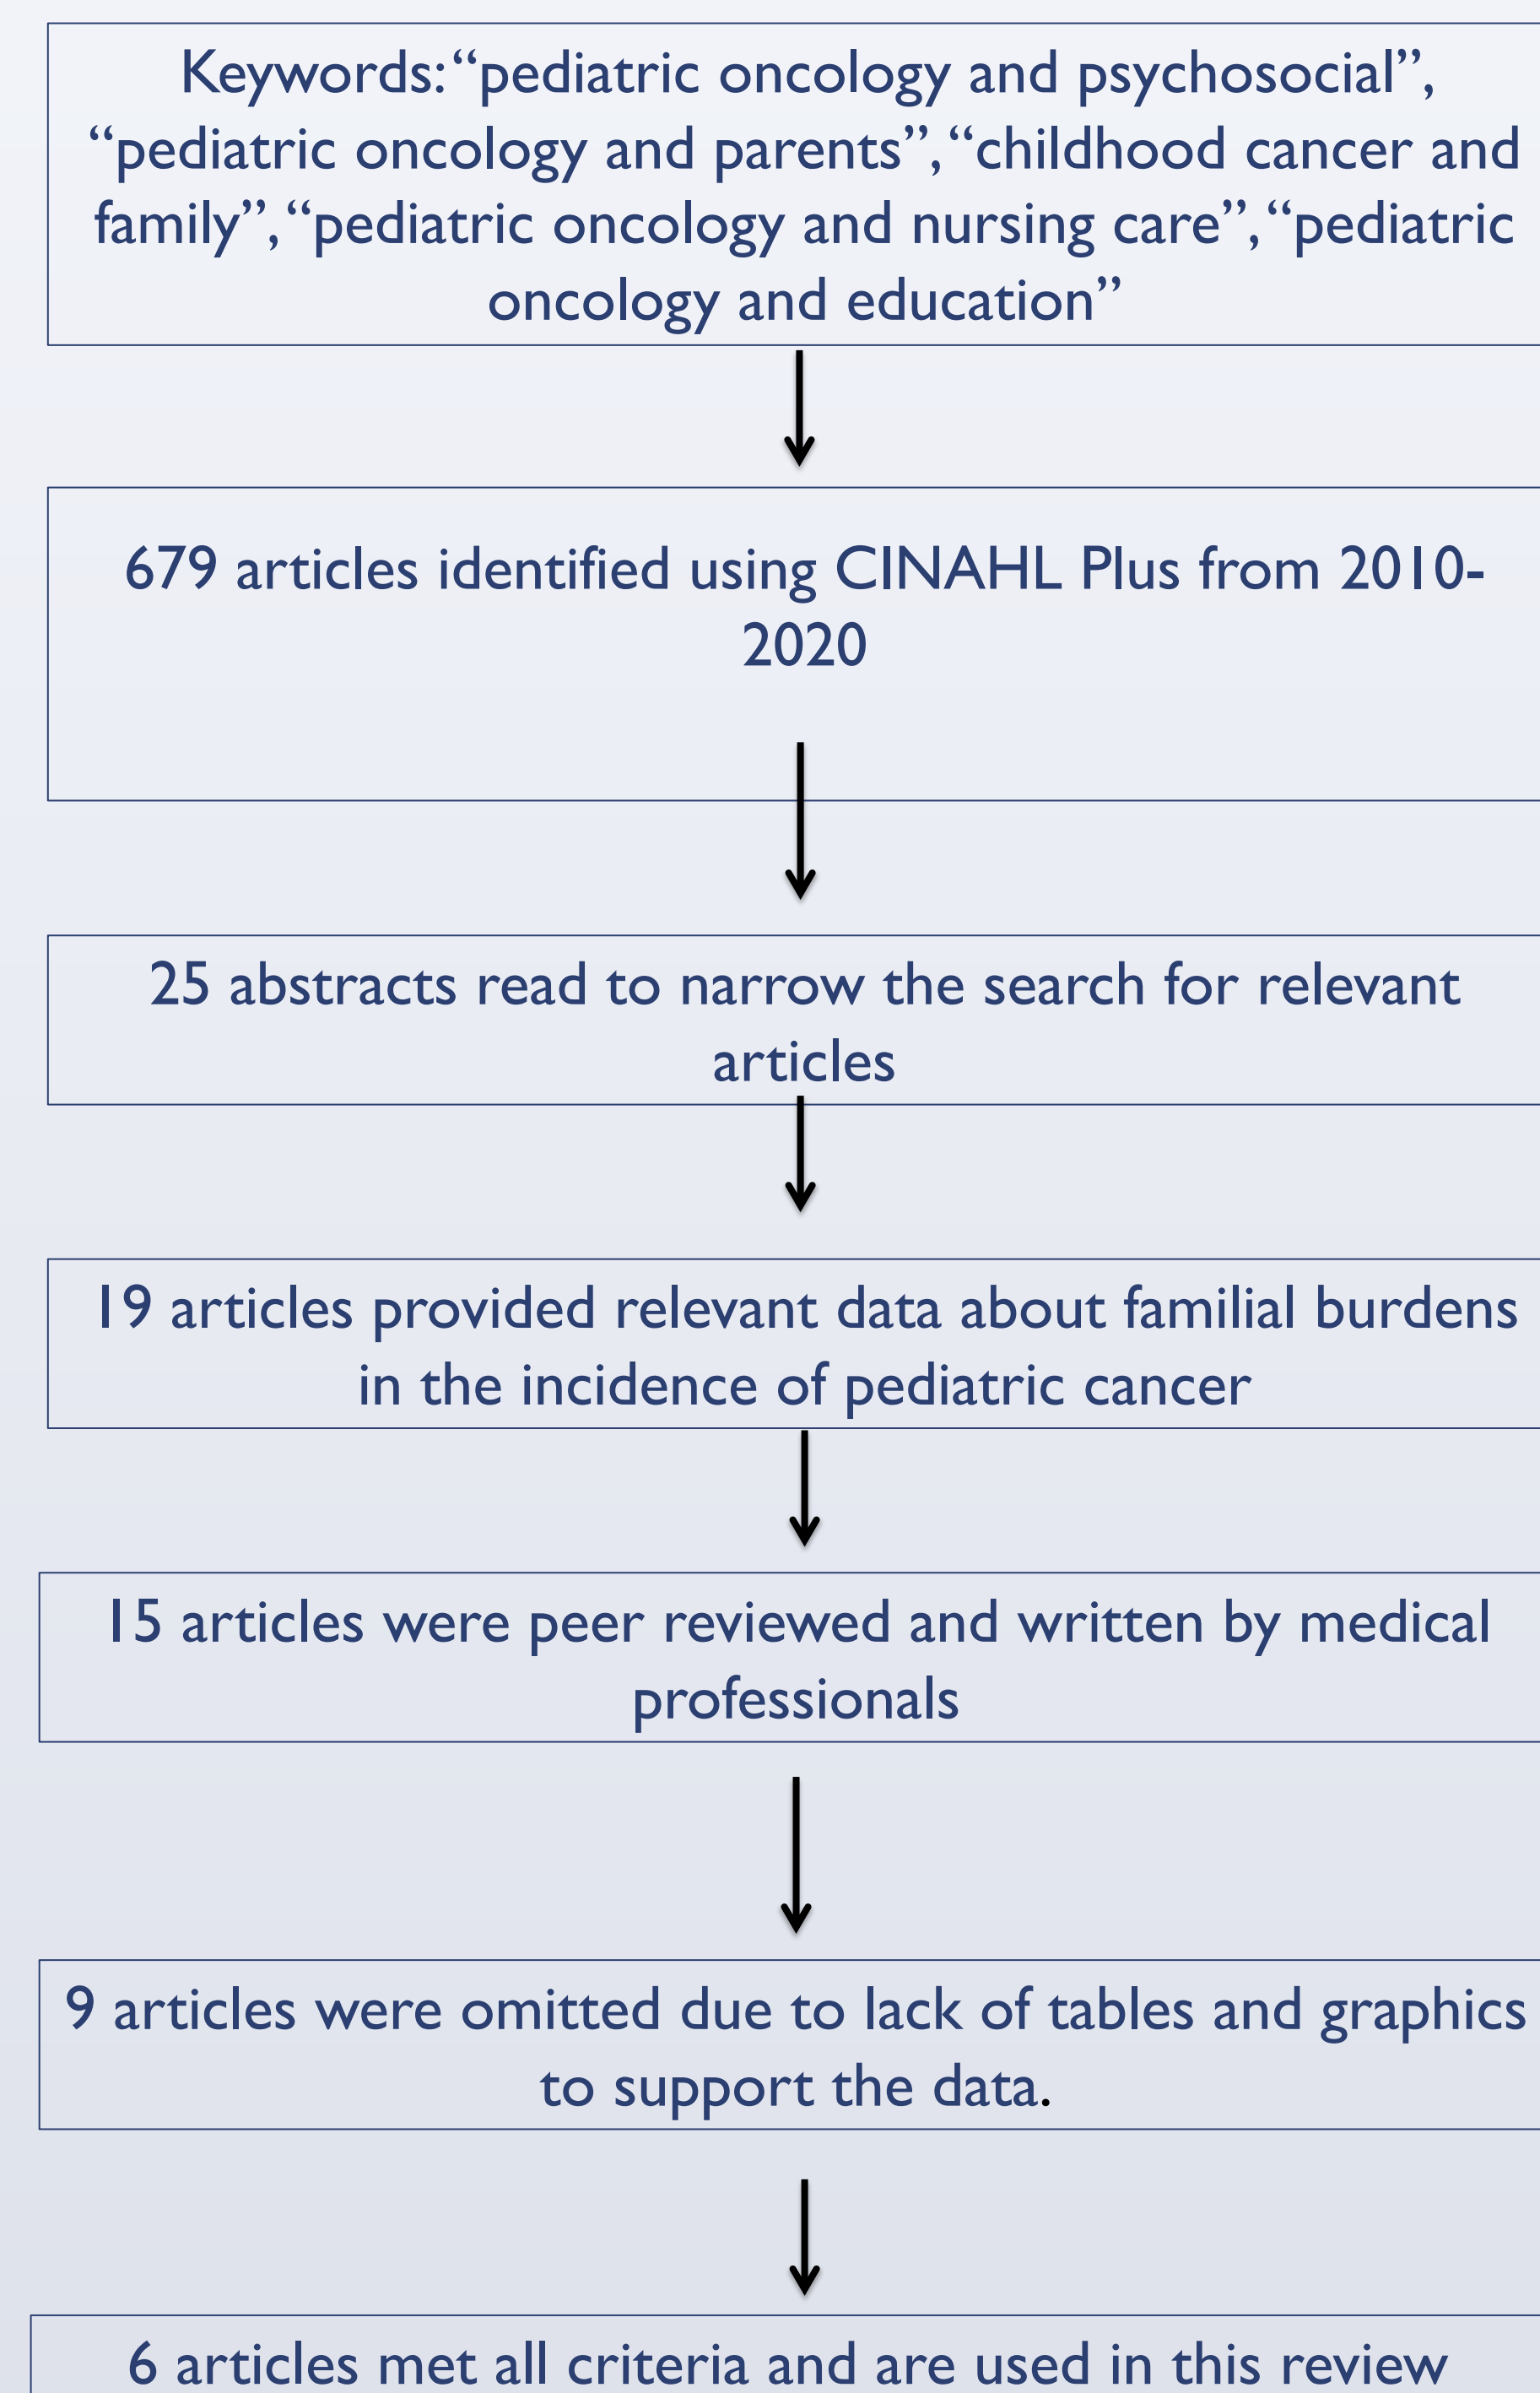 Keywords: “pediatric oncology and psychosocial”,
“pediatric oncology and parents”, “childhood cancer and
family”, “pediatric oncology and nursing care”, “pediatric
oncology and education”
679 articles identified using CINAHL Plus from 2010-
2020
25 abstracts read to narrow the search for relevant
articles
19 articles provided relevant data about familial burdens
in the incidence of pediatric cancer
15 articles were peer reviewed and written by medical
professionals
9 articles were omitted due to lack of tables and graphics
to support the data.
6 articles met all criteria and are used in this review